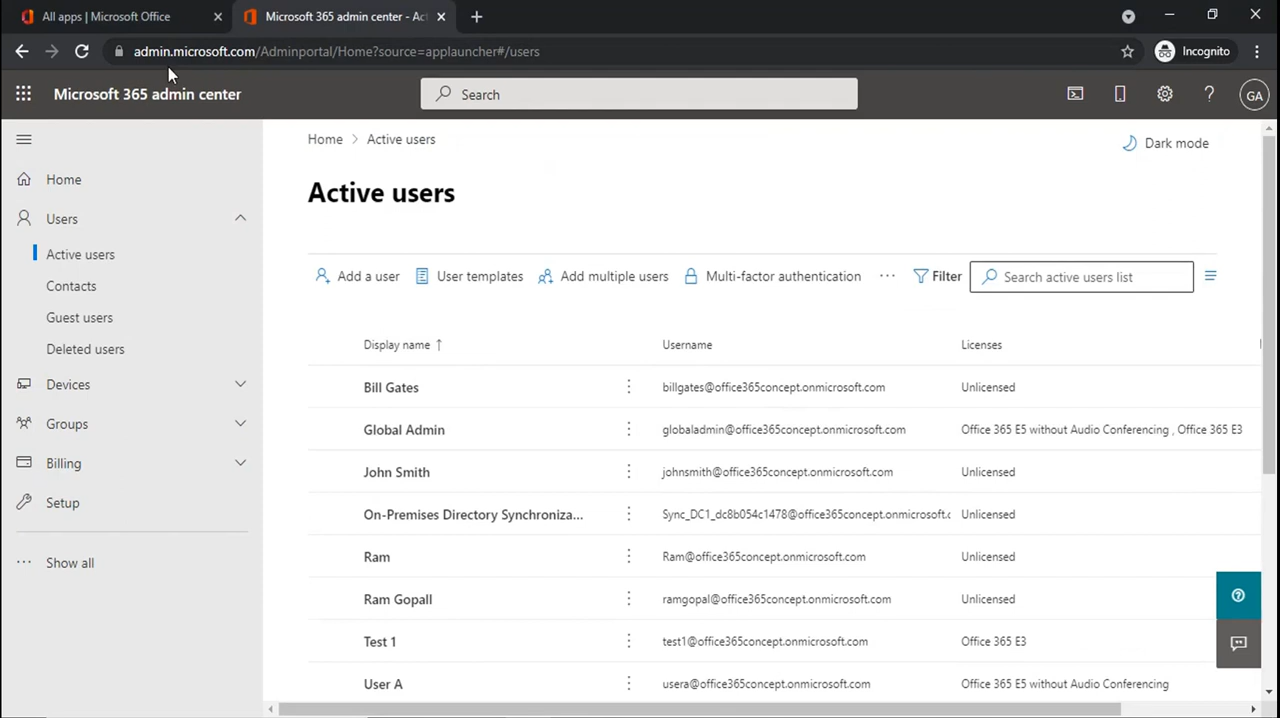 All apps | Microsoft Office
Microsoft 365 admin center - Act
admin.microsoft.com/Adminportal/Home?source=applauncher#/users
Incognito
Microsoft 365 admin center
Search
GA
Home
Users
Active users
Contacts
Guest users
Deleted users
Devices
Groups
Billing
Setup
Show all
Home > Active users
Dark mode
Active users
Add a user User templates Add multiple users Multi-factor authentication ... Filter Search active users list
Display name ↑ Username Licenses
Bill Gates billgates@office365concept.onmicrosoft.com Unlicensed
Global Admin globaladmin@office365concept.onmicrosoft.com Office 365 E5 without Audio Conferencing , Office 365 E3
John Smith johnsmith@office365concept.onmicrosoft.com Unlicensed
On-Premises Directory Synchroniza... Sync_DC1_dc8b054c1478@office365concept.onmicrosoft.c Unlicensed
Ram Ram@office365concept.onmicrosoft.com Unlicensed
Ram Gopall ramgopal@office365concept.onmicrosoft.com Unlicensed
Test 1 test1@office365concept.onmicrosoft.com Office 365 E3
User A usera@office365concept.onmicrosoft.com Office 365 E5 without Audio Conferencing